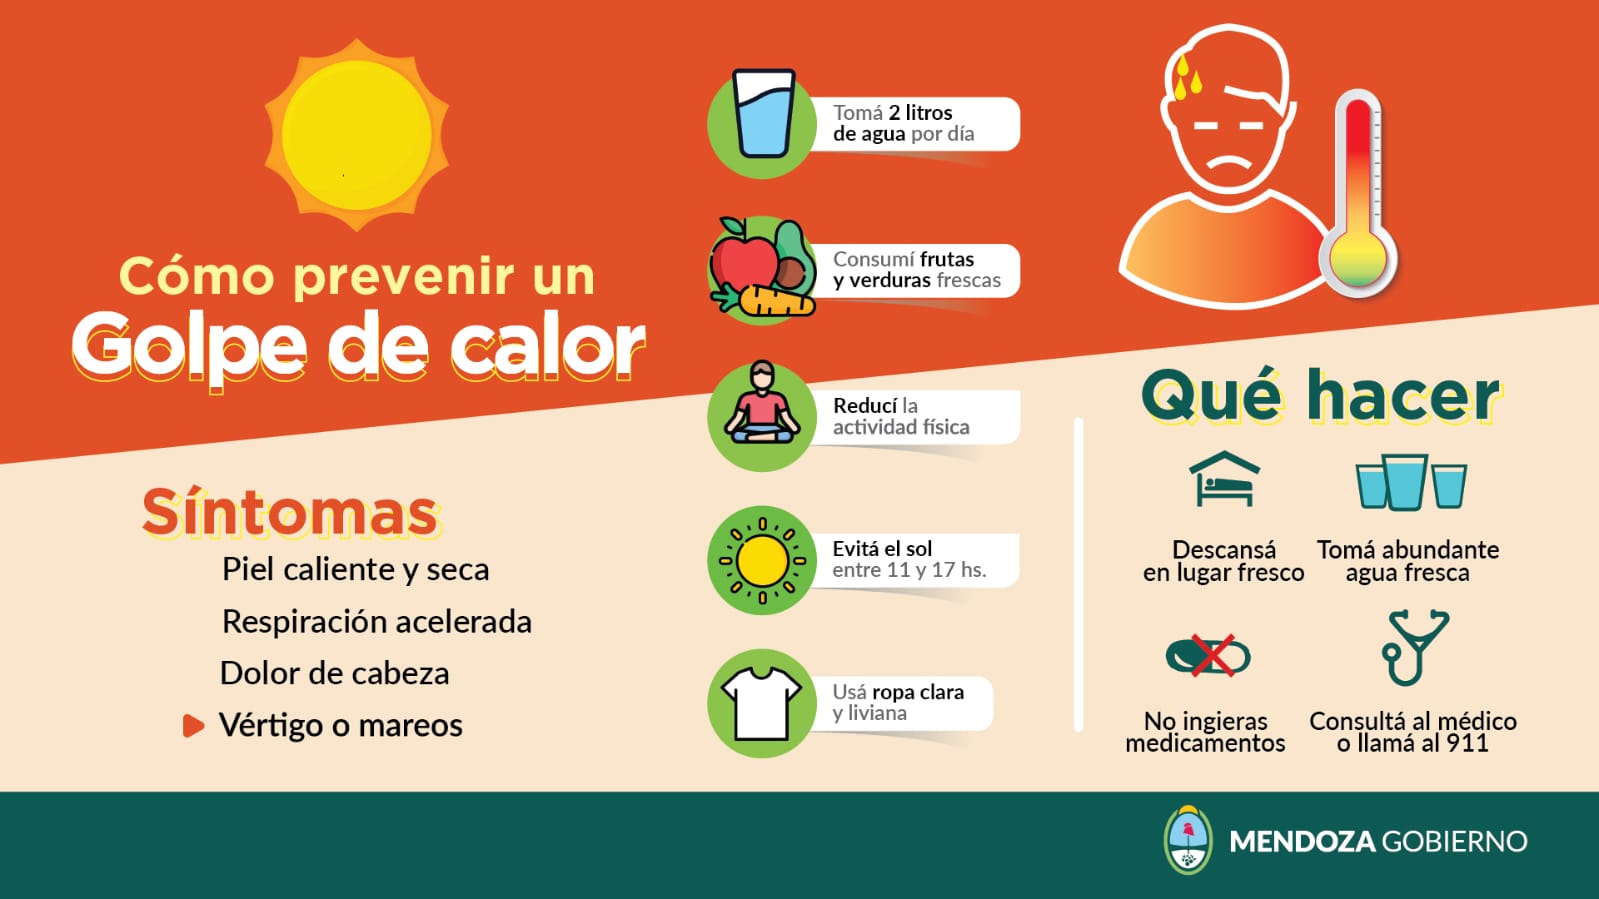 Cómo prevenir un
Golpe de calor
Síntomas
Piel caliente y seca
Respiración acelerada
Dolor de cabeza
Vértigo o mareos
Tomá 2 litros
de agua por día
Consumí frutas
y verduras frescas
Reducí la
actividad física
Evitá el sol
entre 11 y 17 hs.
Usá ropa clara
y liviana
Qué hacer
Descansá
en lugar fresco
Tomá abundante
agua fresca
No ingieras
medicamentos
Consultá al médico
o llamá al 911
MENDOZA GOBIERNO